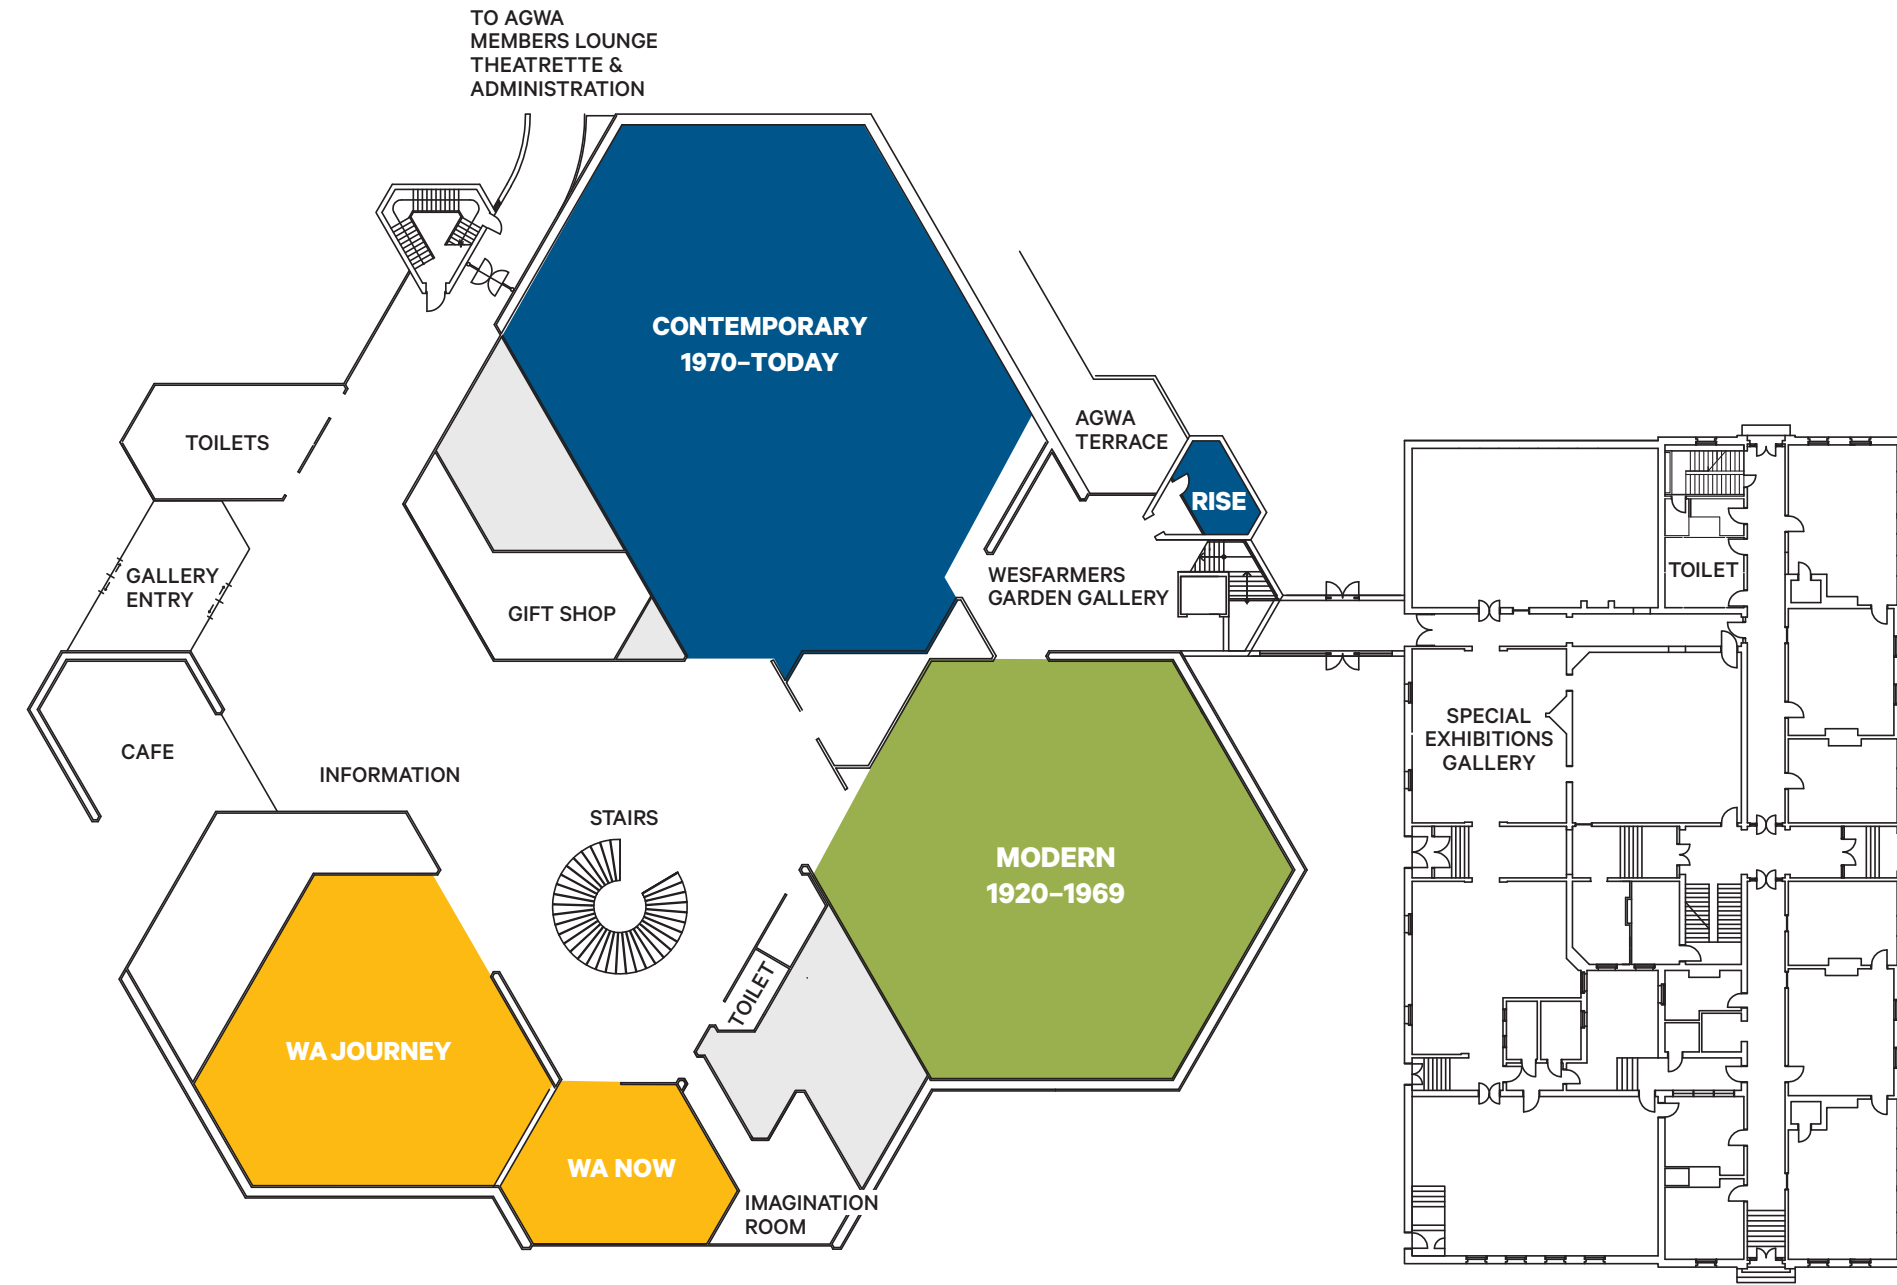 TO AGWA
MEMBERS LOUNGE
THEATRETTE &
ADMINISTRATION
CONTEMPORARY
1970–TODAY
AGWA
TERRACE
TOILETS
RISE
GALLERY
ENTRY
WESFARMERS
GARDEN GALLERY
TOILET
GIFT SHOP
SPECIAL
EXHIBITIONS
GALLERY
CAFE
INFORMATION
STAIRS
MODERN
1920–1969
TOILET
WA JOURNEY
WA NOW
IMAGINATION
ROOM